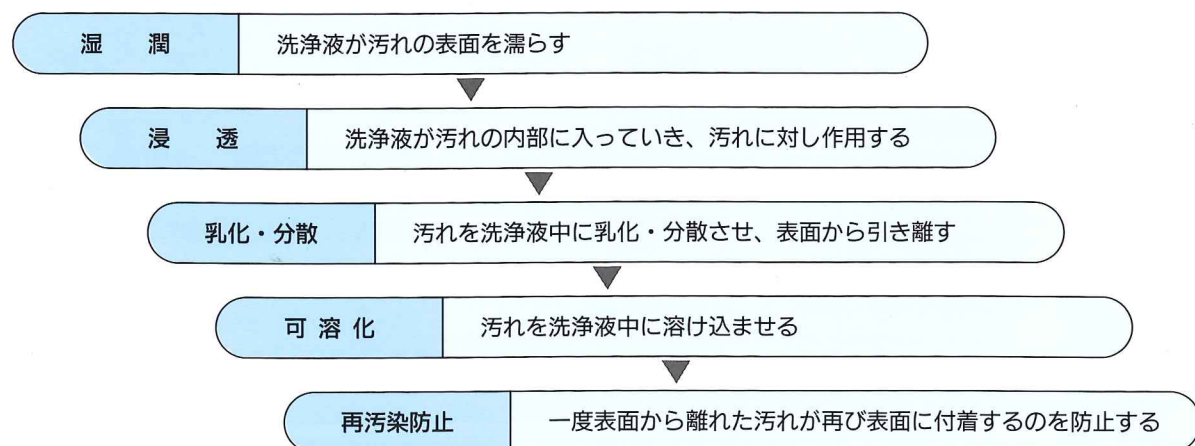 湿　潤　洗浄液が汚れの表面を濡らす
浸　透　洗浄液が汚れの内部に入っていき、汚れに対し作用する
乳化・分散　汚れを洗浄液中に乳化・分散させ、表面から引き離す
可 溶 化　汚れを洗浄液中に溶け込ませる
再汚染防止　一度表面から離れた汚れが再び表面に付着するのを防止する